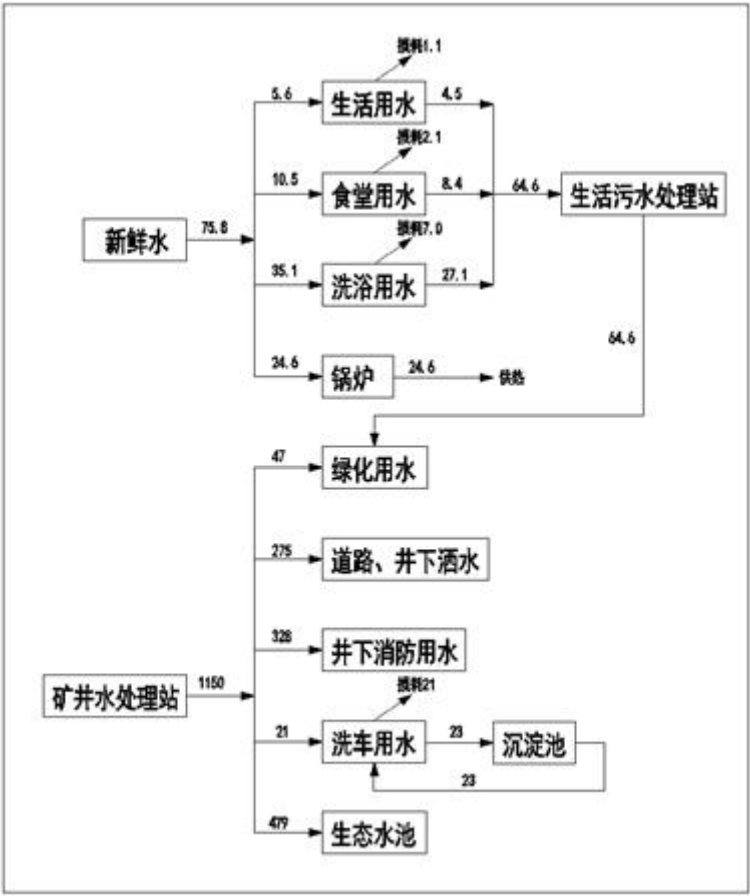 损耗1.1
5.6
生活用水
4.5
损耗2.1
10.5
食堂用水
8.4
64.6
生活污水处理站
新鲜水
75.8
损耗7.0
35.1
洗浴用水
27.1
64.6
24.6
锅炉
24.6
供热
47
绿化用水
275
道路、井下洒水
328
井下消防用水
矿井水处理站
1150
损耗21
21
洗车用水
23
沉淀池
23
479
生态水池